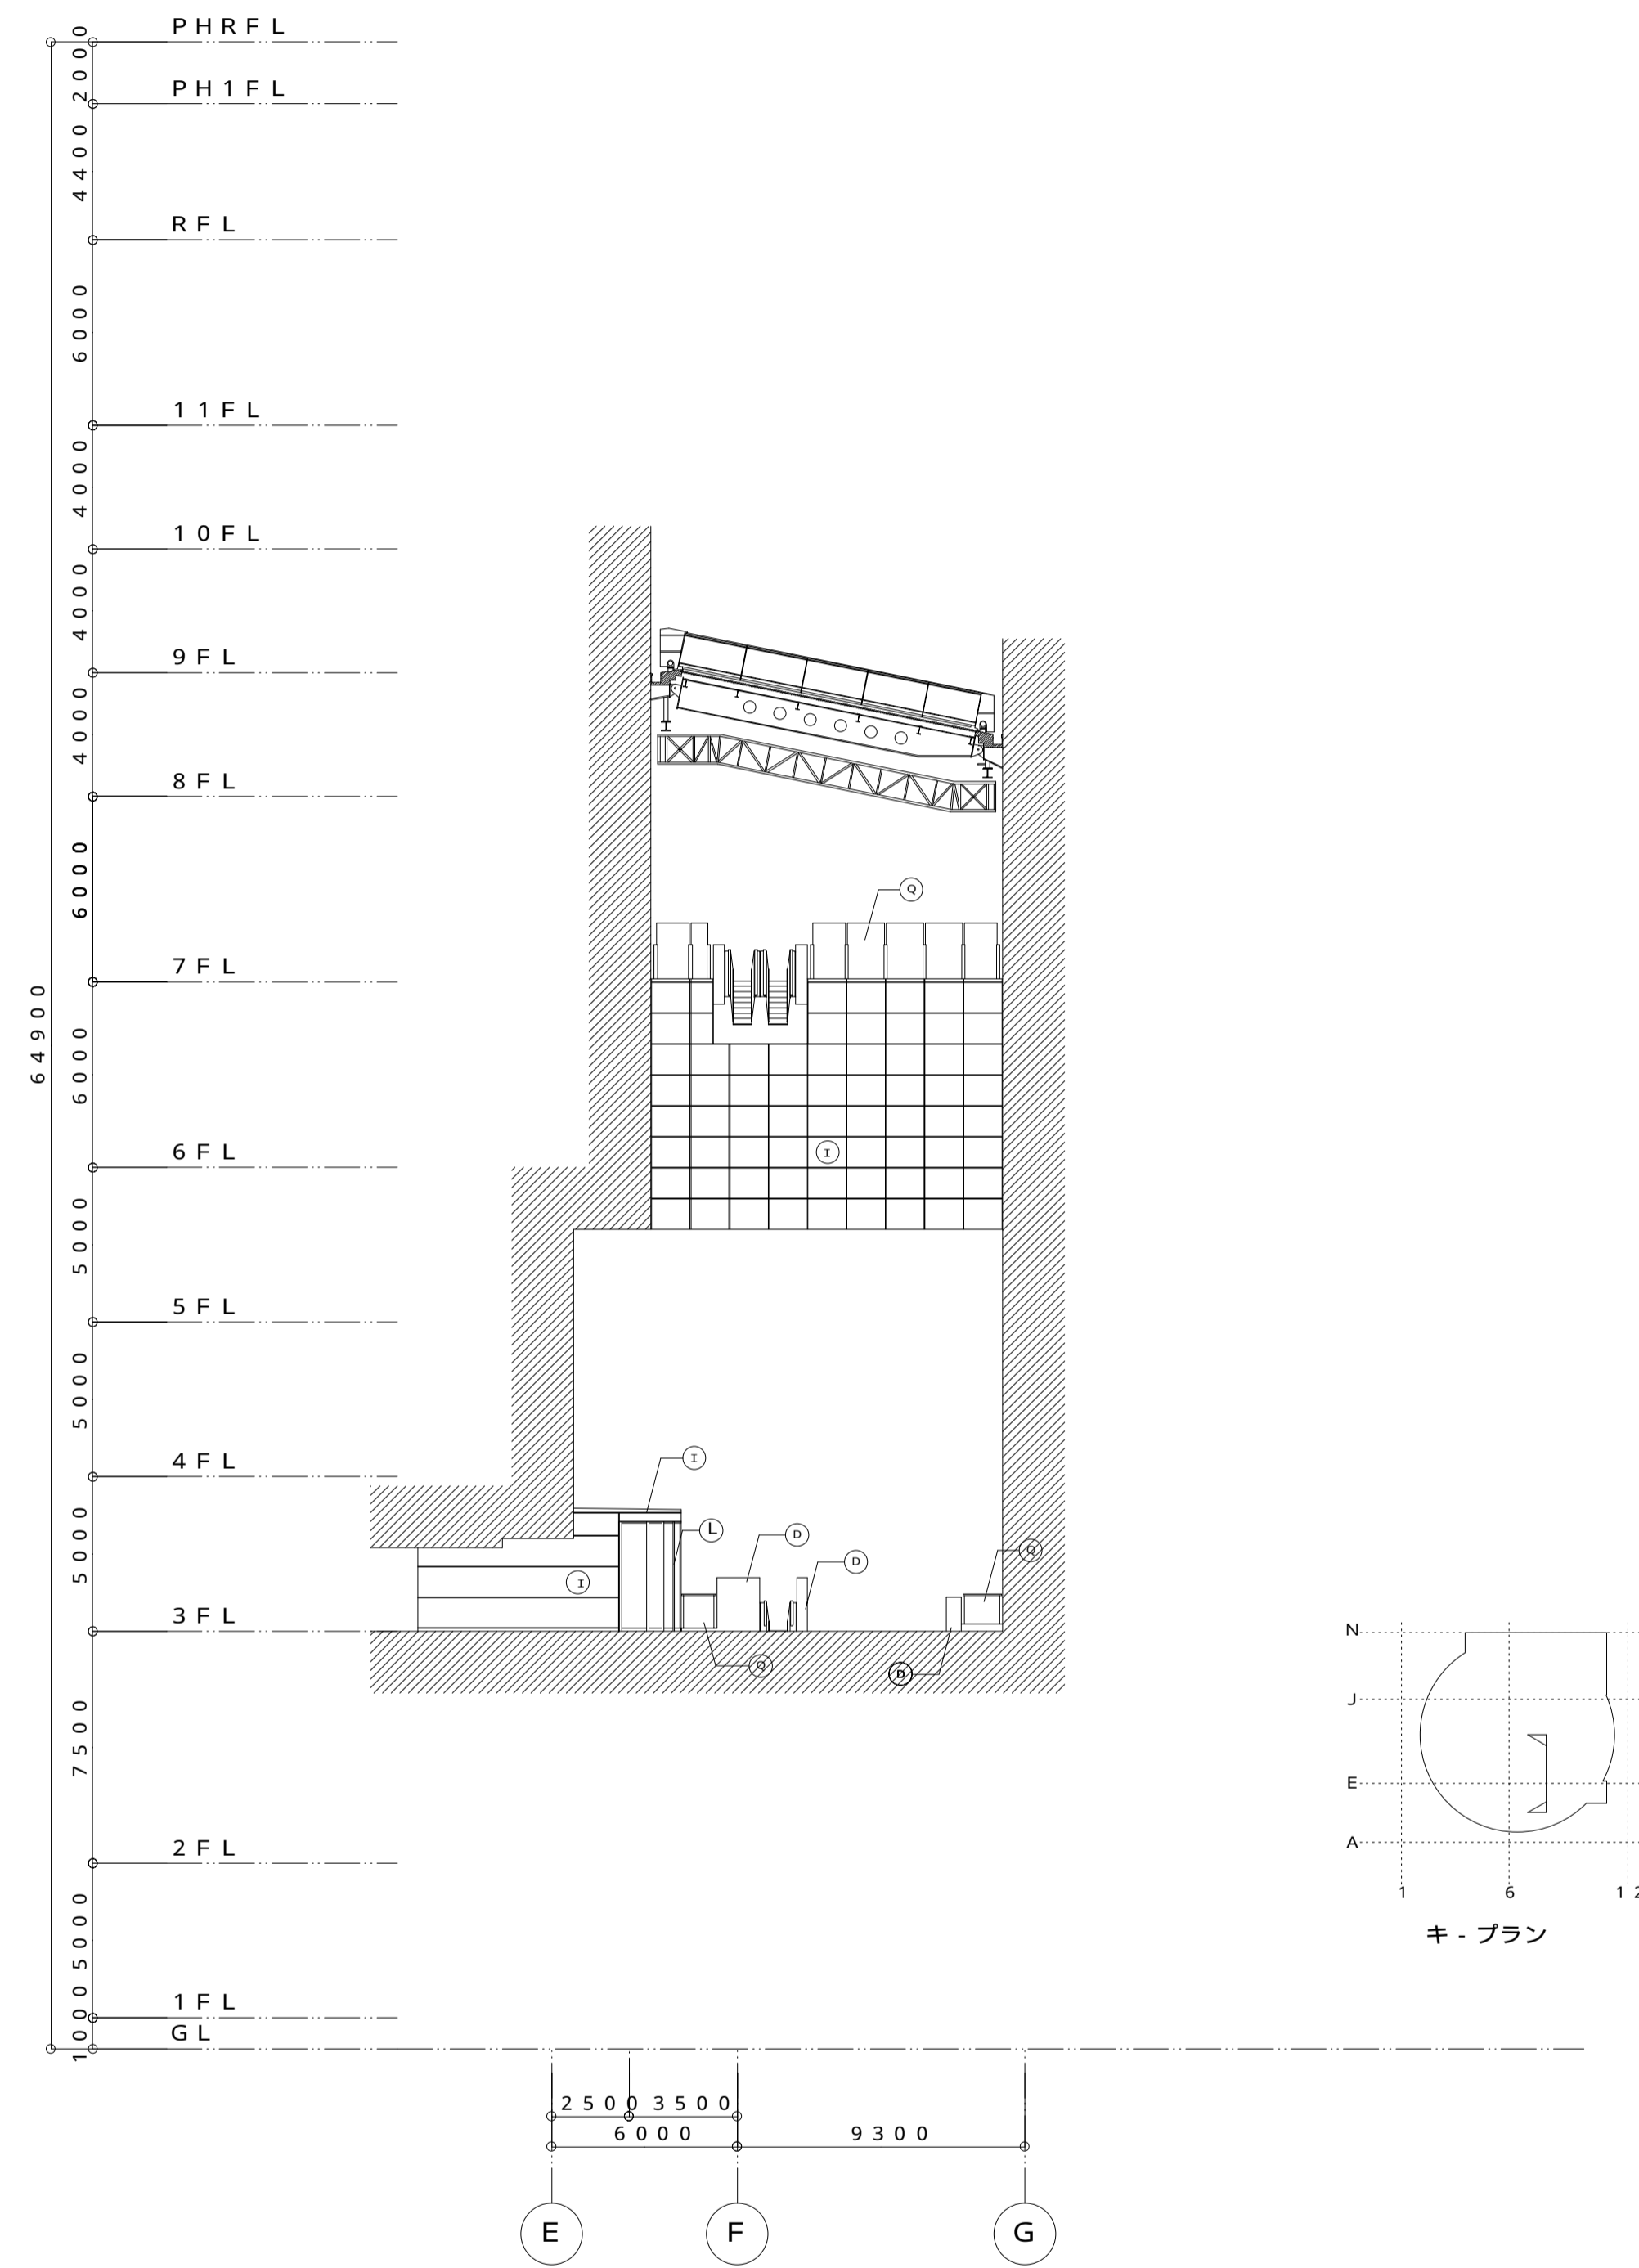 PHRFL
2000
PH1FL
4400
RFL
6000
11FL
4000
10FL
4000
9FL
4000
8FL
6000
Q
7FL
64900
6000
I
6FL
5000
5FL
5000
4FL
I
5000
L
D
D
Q
I
3FL
Q
D
7500
2FL
5000
1FL
1000
GL
N
J
E
A
1 6 12
キ-プラン
2500 3500
6000 9300
E F G